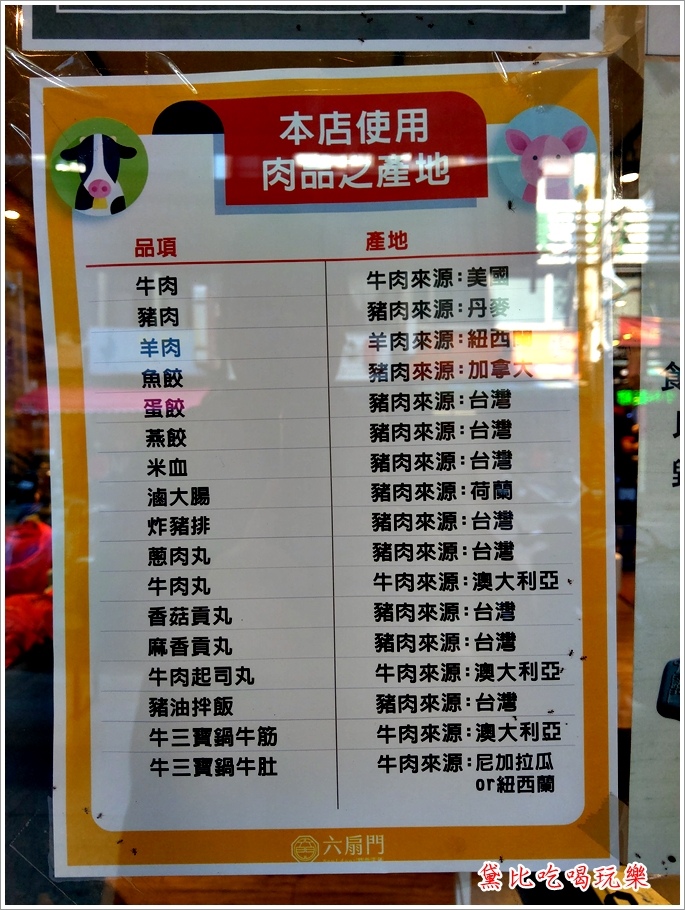 本店使用
肉品之產地
品項 產地
牛肉 牛肉來源:美國
豬肉 豬肉來源:丹麥
羊肉 羊肉來源:紐西蘭
魚餃 豬肉來源:加拿大
蛋餃 豬肉來源:台灣
燕餃 豬肉來源:台灣
米血 豬肉來源:台灣
滷大腸 豬肉來源:荷蘭
炸豬排 豬肉來源:台灣
蔥肉丸 豬肉來源:台灣
牛肉丸 牛肉來源:澳大利亞
香菇貢丸 豬肉來源:台灣
麻香貢丸 豬肉來源:台灣
牛肉起司丸 牛肉來源:澳大利亞
豬油拌飯 豬肉來源:台灣
牛三寶鍋牛筋 牛肉來源:澳大利亞
牛三寶鍋牛肚 牛肉來源:尼加拉瓜
or紐西蘭
六扇門
黛比吃喝玩樂